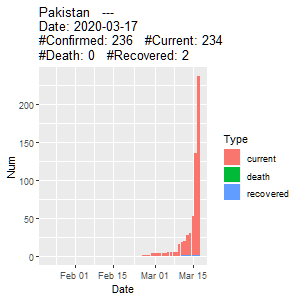 Pakistan   ---
Date: 2020-03-17
#Confirmed: 236   #Current: 234
#Death: 0   #Recovered: 2
200
150
100
50
0
Num
Feb 01
Feb 15
Mar 01
Mar 15
Date
Type
current
death
recovered